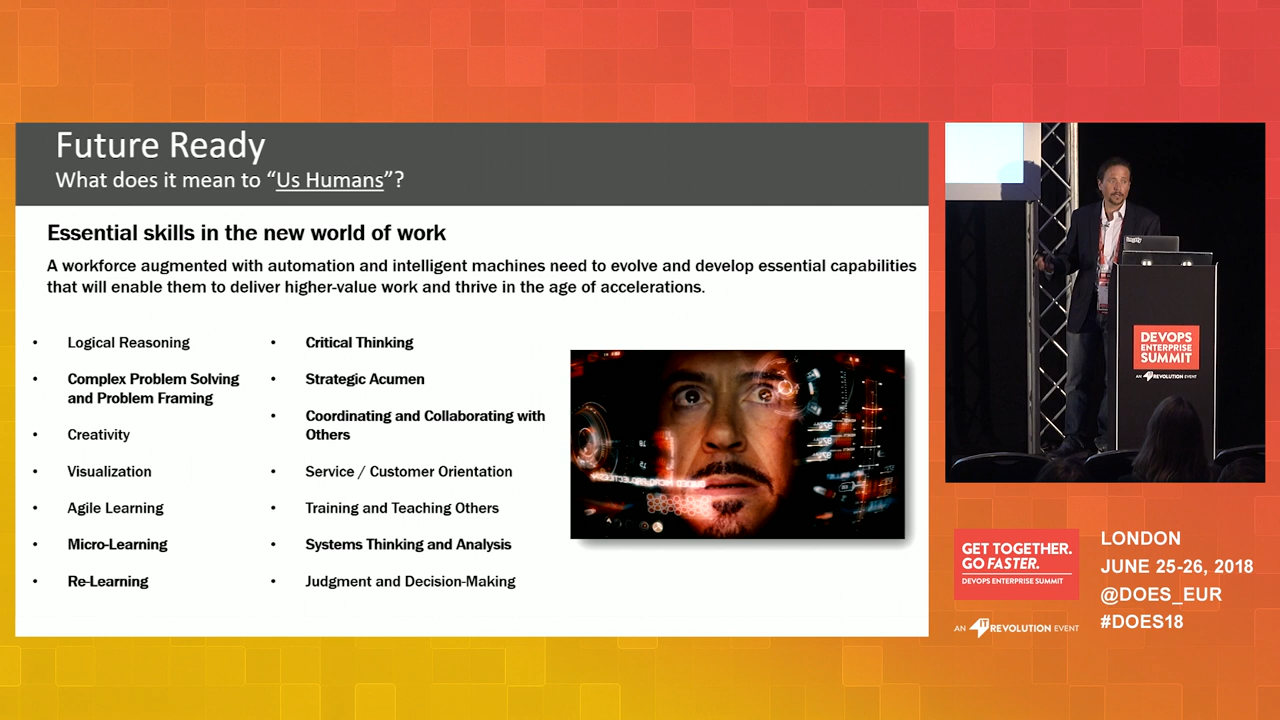 Future Ready
What does it mean to “Us Humans”?
Essential skills in the new world of work
A workforce augmented with automation and intelligent machines need to evolve and develop essential capabilities
that will enable them to deliver higher-value work and thrive in the age of accelerations.
• Logical Reasoning
• Complex Problem Solving
and Problem Framing
• Creativity
• Visualization
• Agile Learning
• Micro-Learning
• Re-Learning
• Critical Thinking
• Strategic Acumen
• Coordinating and Collaborating with
Others
• Service / Customer Orientation
• Training and Teaching Others
• Systems Thinking and Analysis
• Judgment and Decision-Making
DEVOPS
ENTERPRISE
SUMMIT
AN IT REVOLUTION EVENT
GET TOGETHER.
GO FASTER.
DEVOPS ENTERPRISE SUMMIT
AN IT REVOLUTION EVENT
LONDON
JUNE 25-26, 2018
@DOES_EUR
#DOES18